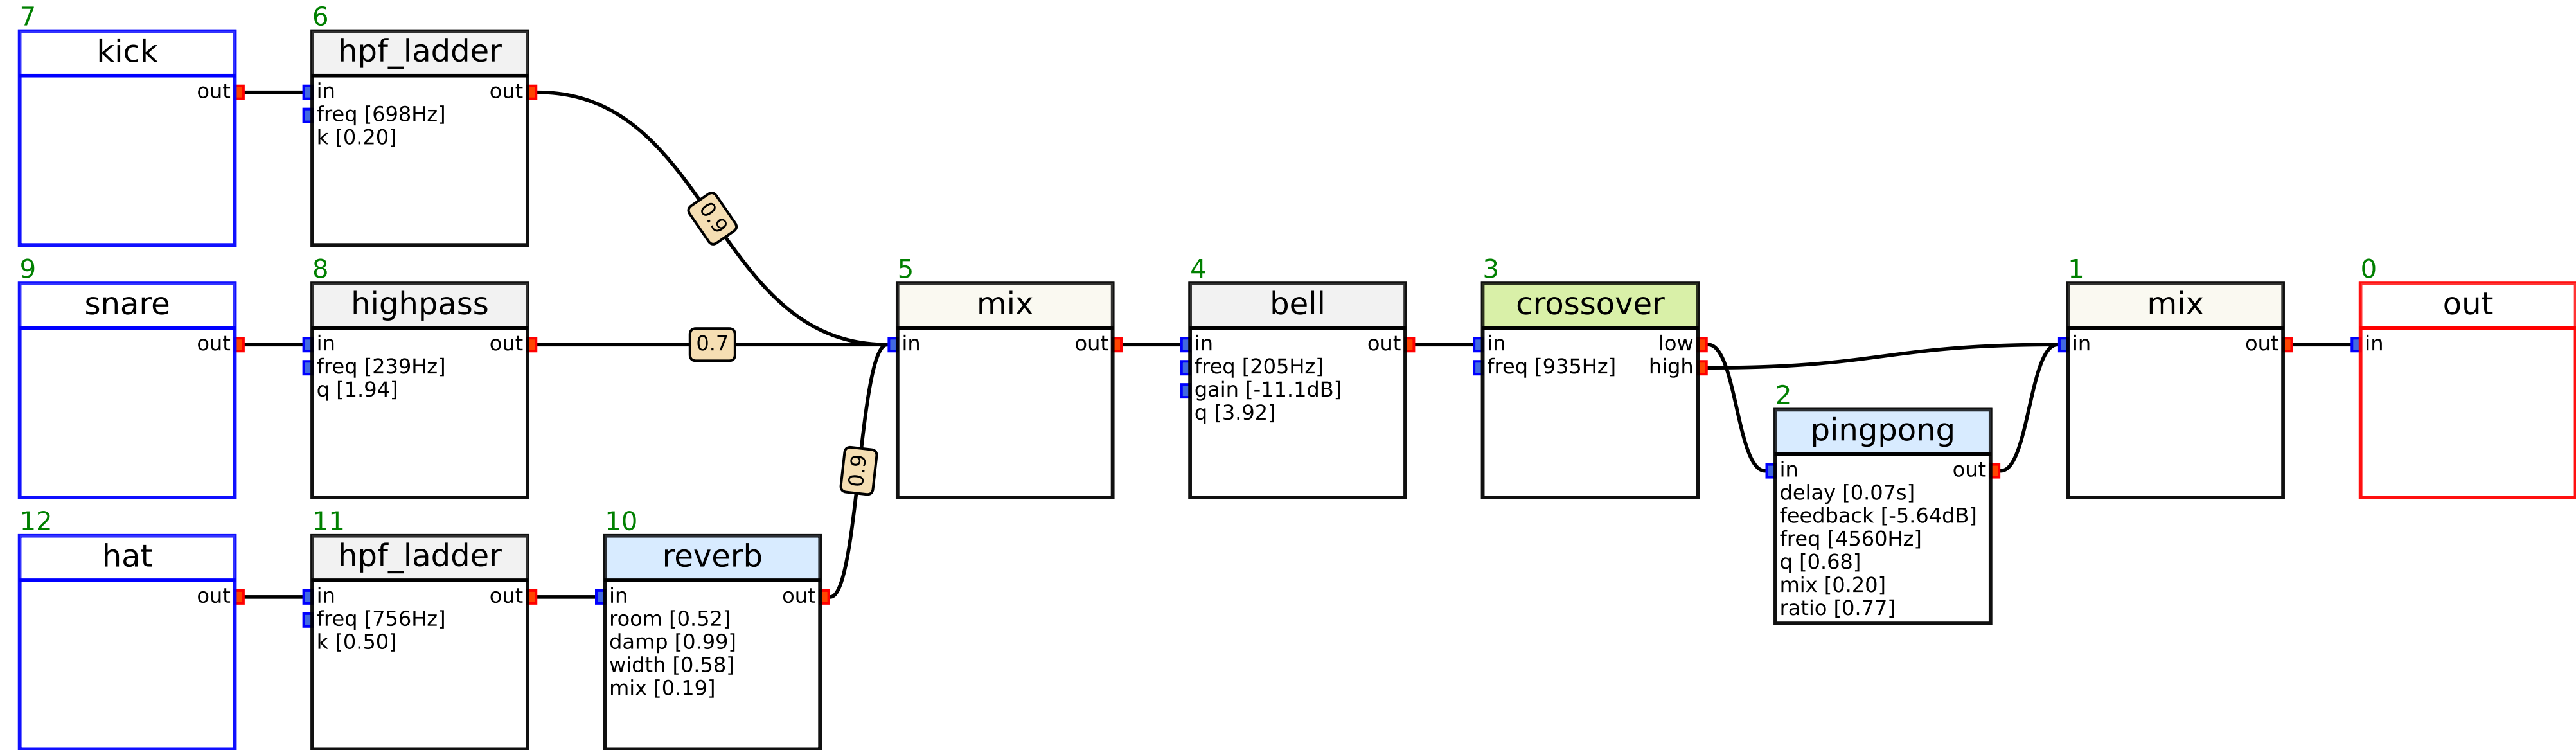 7
kick
out
6
hpf_ladder
in out
freq [698Hz]
k [0.20]
0.9
9
snare
out
8
highpass
in out
freq [239Hz]
q [1.94]
0.7
12
hat
out
11
hpf_ladder
in out
freq [756Hz]
k [0.50]
10
reverb
in out
room [0.52]
damp [0.99]
width [0.58]
mix [0.19]
0.9
5
mix
in out
4
bell
in out
freq [205Hz]
gain [-11.1dB]
q [3.92]
3
crossover
in low
freq [935Hz] high
2
pingpong
in out
delay [0.07s]
feedback [-5.64dB]
freq [4560Hz]
q [0.68]
mix [0.20]
ratio [0.77]
1
mix
in out
0
out
in